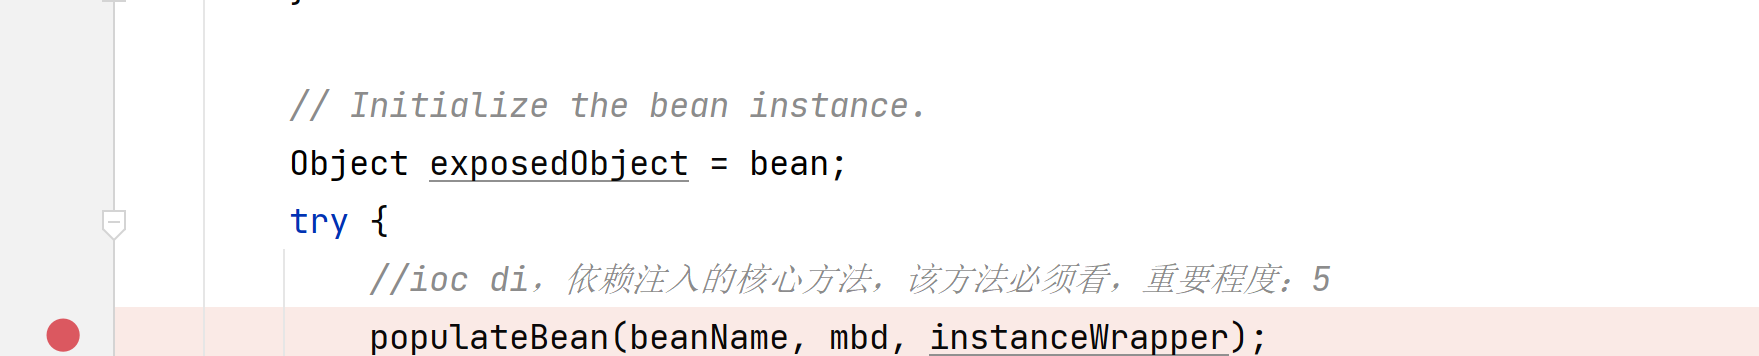 // Initialize the bean instance.
Object exposedObject = bean;
try {
//ioc di，依赖注入的核心方法，该方法必须看，重要程度：5
populateBean(beanName, mbd, instanceWrapper);